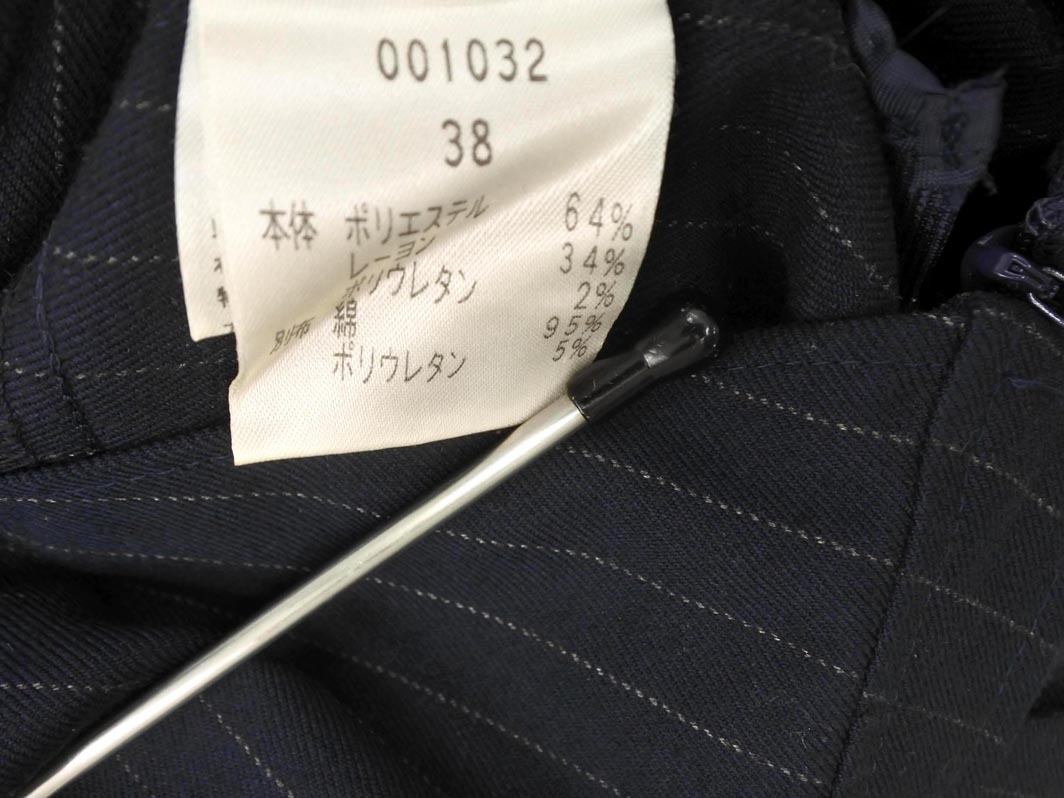 001032
38
本体 ポリエステル 64%
レーヨン 34%
ポリウレタン 2%
別布 綿 95%
ポリウレタン 5%